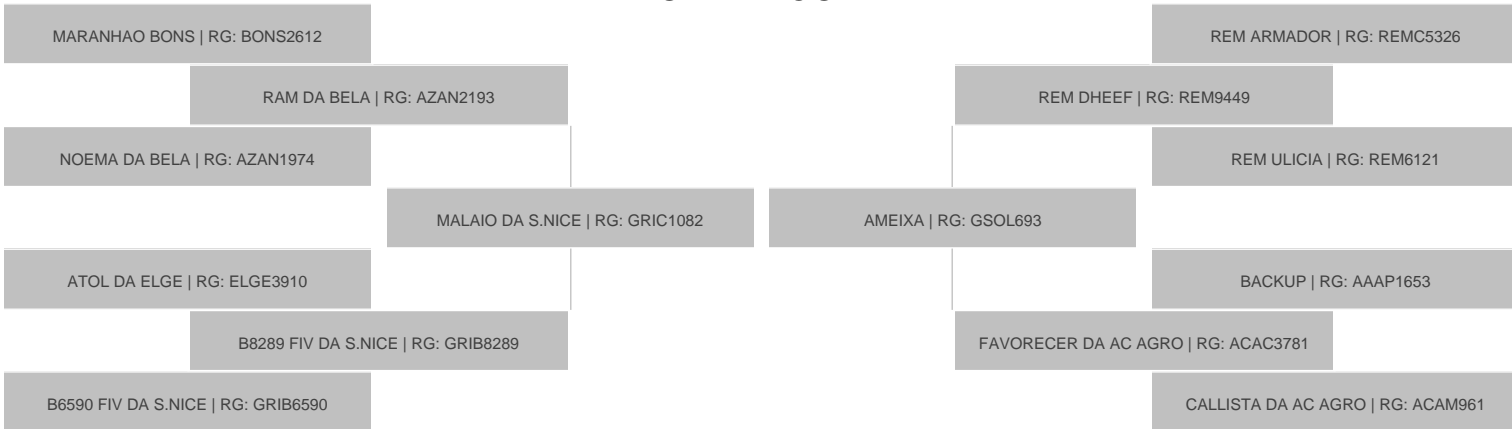 MARANHAO BONS | RG: BONS2612
REM ARMADOR | RG: REMC5326
RAM DA BELA | RG: AZAN2193
REM DHEEF | RG: REM9449
NOEMA DA BELA | RG: AZAN1974
REM ULICIA | RG: REM6121
MALAIO DA S.NICE | RG: GRIC1082
AMEIXA | RG: GSOL693
ATOL DA ELGE | RG: ELGE3910
BACKUP | RG: AAAP1653
B8289 FIV DA S.NICE | RG: GRIB8289
FAVORECER DA AC AGRO | RG: ACAC3781
B6590 FIV DA S.NICE | RG: GRIB6590
CALLISTA DA AC AGRO | RG: ACAM961